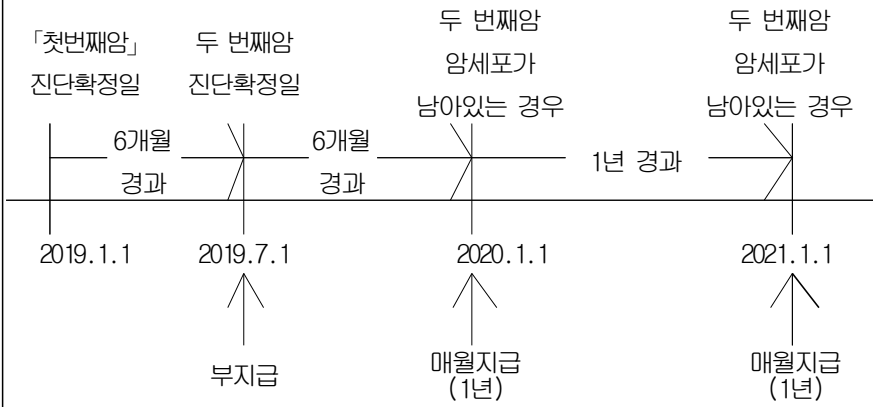 「첫번째암」
진단확정일
두 번째암
진단확정일
두 번째암
암세포가
남아있는 경우
두 번째암
암세포가
남아있는 경우
6개월
경과
6개월
경과
1년 경과
2019.1.1
2019.7.1
2020.1.1
2021.1.1
부지급
매월지급
(1년)
매월지급
(1년)